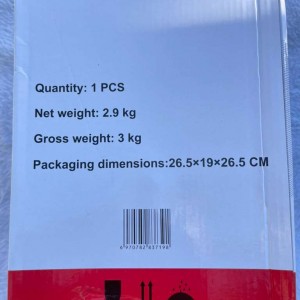 Quantity: 1 PCS
Net weight: 2.9 kg
Gross weight: 3 kg
Packaging dimensions:26.5×19×26.5 CM